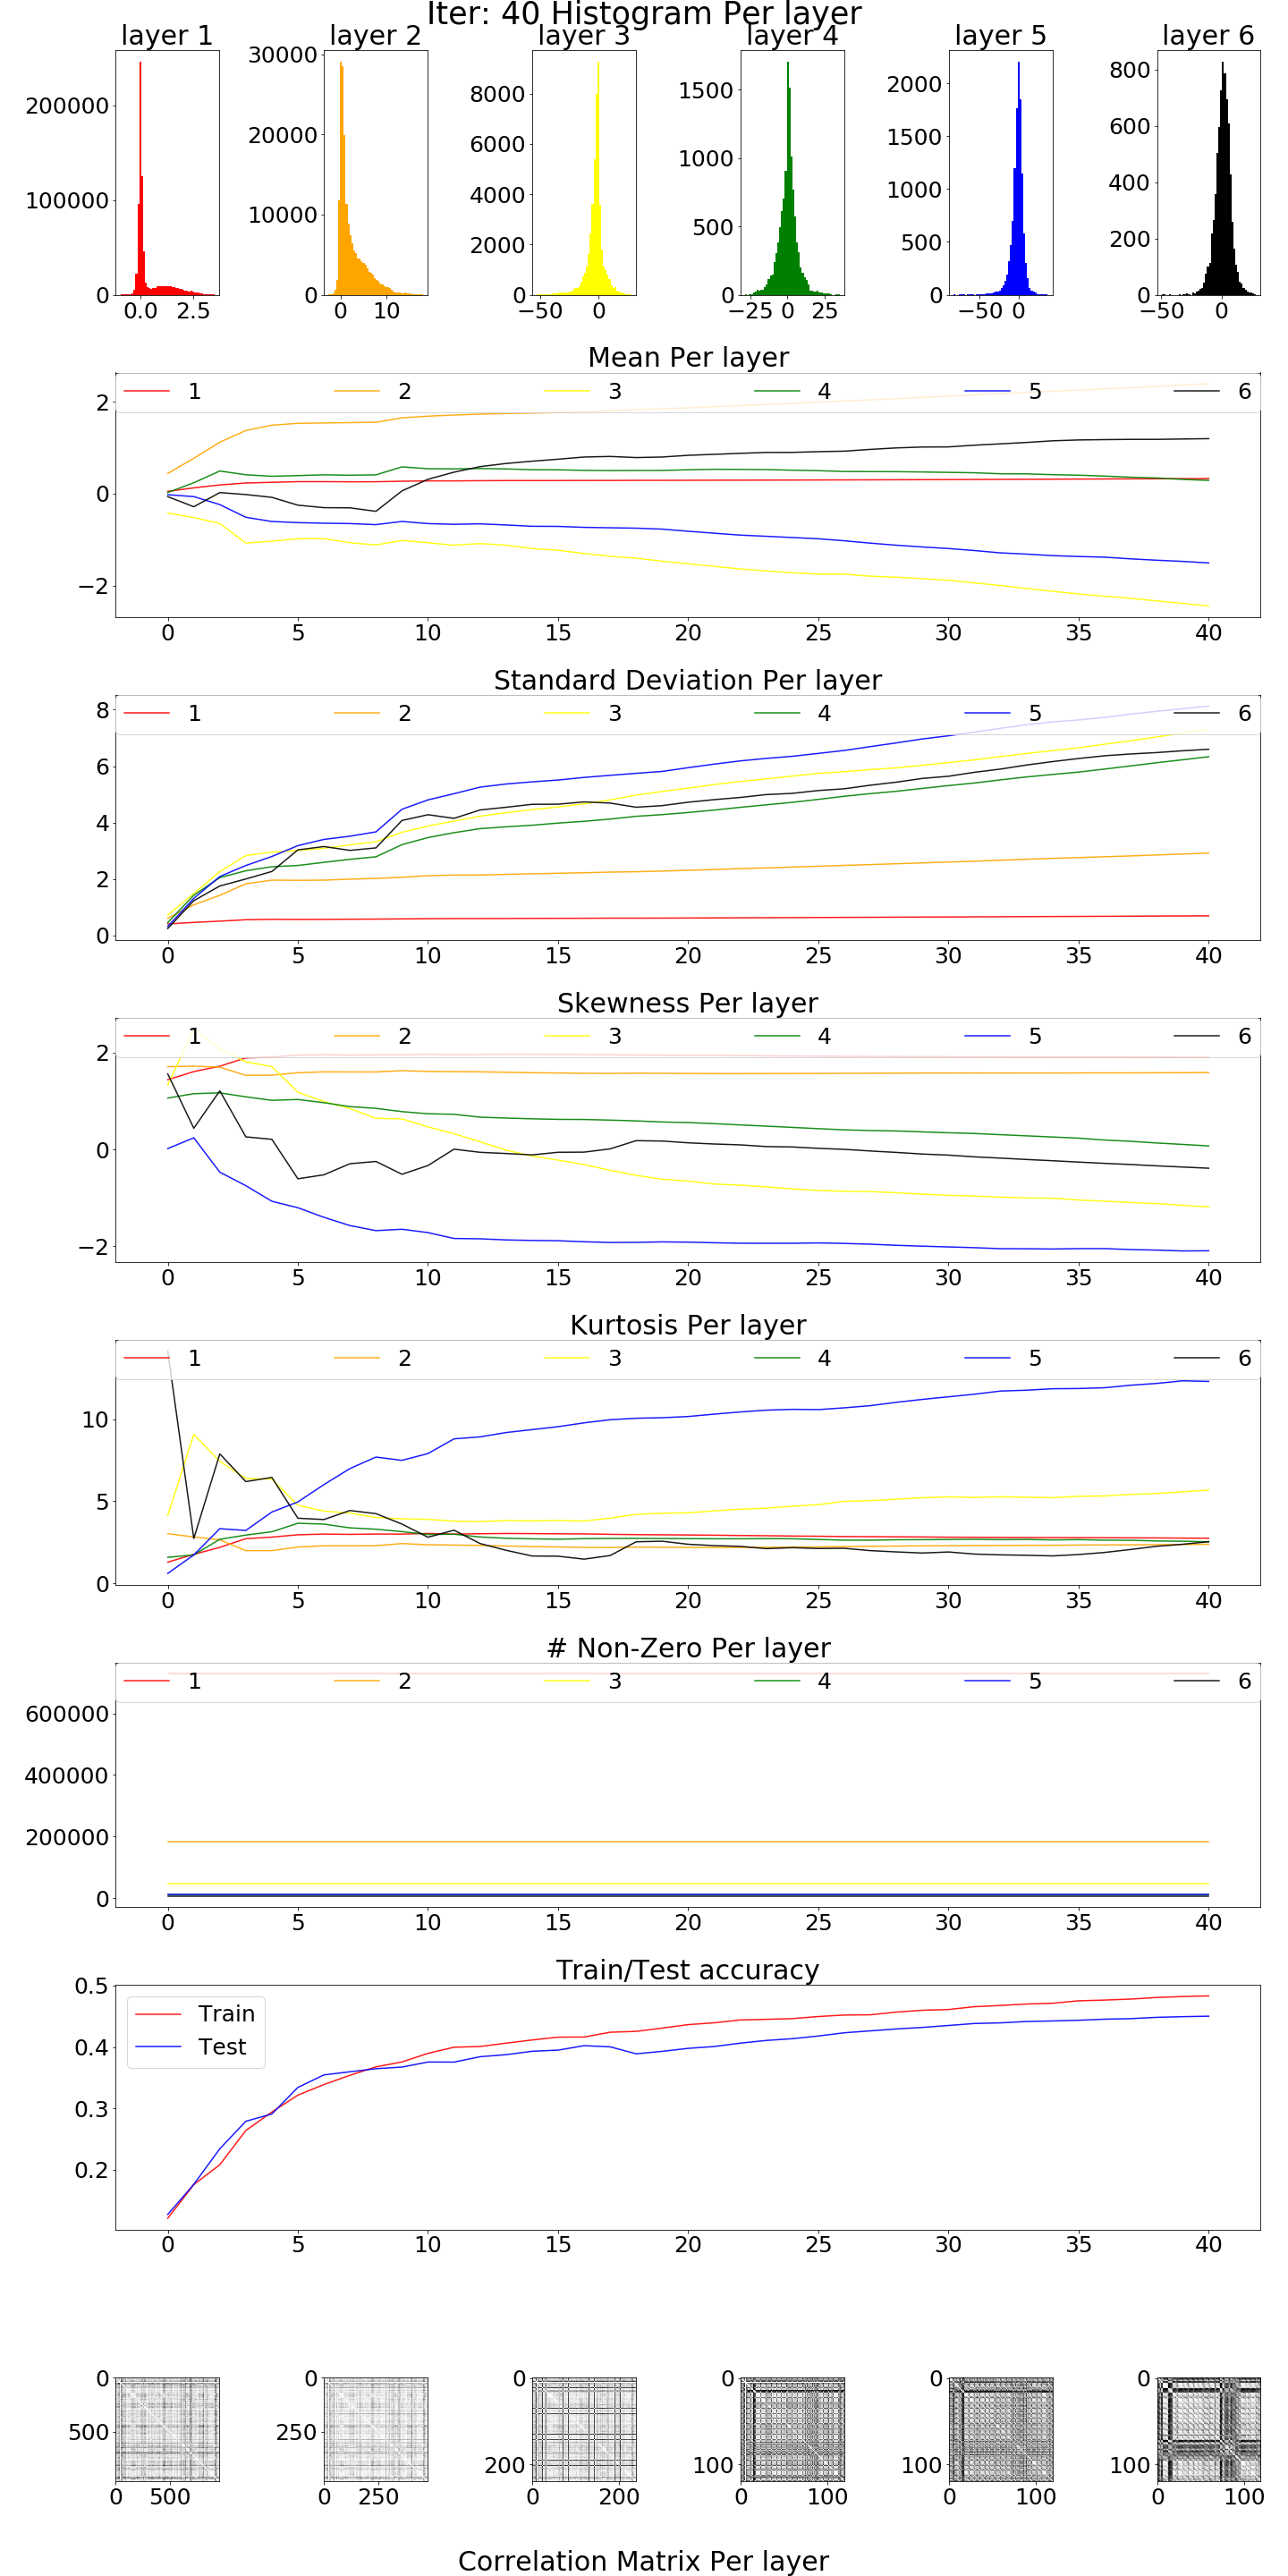 Iter: 40 Histogram Per layer
layer 1 layer 2 layer 3 layer 4 layer 5 layer 6
200000 100000 0 0.0 2.5
30000 20000 10000 0 0 10
8000 6000 4000 2000 0 −50 0
1500 1000 500 0 −25 0 25
2000 1500 1000 500 0 −50 0
800 600 400 200 0 −50 0
Mean Per layer
1 2 3 4 5 6
2
0
−2
0 5 10 15 20 25 30 35 40
Standard Deviation Per layer
1 2 3 4 5 6
8
6
4
2
0
0 5 10 15 20 25 30 35 40
Skewness Per layer
1 2 3 4 5 6
2
0
−2
0 5 10 15 20 25 30 35 40
Kurtosis Per layer
1 2 3 4 5 6
10
5
0
0 5 10 15 20 25 30 35 40
# Non-Zero Per layer
1 2 3 4 5 6
600000
400000
200000
0
0 5 10 15 20 25 30 35 40
Train/Test accuracy
Train
Test
0.5
0.4
0.3
0.2
0 5 10 15 20 25 30 35 40
0 500 0 500
0 250 0 250
0 200 0 200
0 100 0 100
0 100 0 100
0 100 0 100
Correlation Matrix Per layer